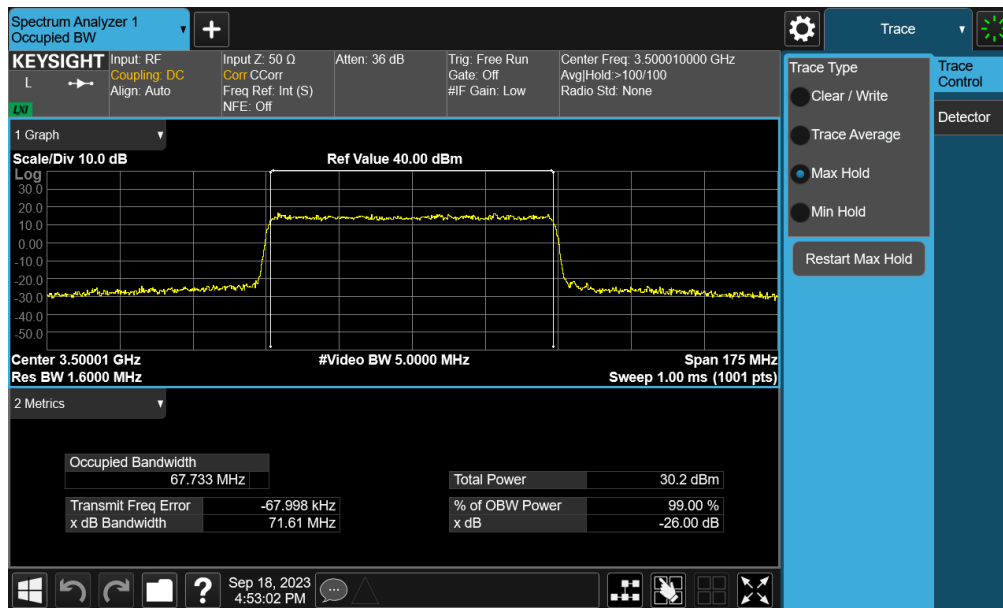 Spectrum Analyzer 1
Occupied BW
Trace
KEYSIGHT
L
LXI
Input: RF
Coupling: DC
Align: Auto
Input Z: 50 Ω
Corr CCorr
Freq Ref: Int (S)
NFE: Off
Atten: 36 dB
Trig: Free Run
Gate: Off
#IF Gain: Low
Center Freq: 3.500010000 GHz
Avg|Hold:>100/100
Radio Std: None
Trace Type
Clear / Write
Trace Average
Max Hold
Min Hold
Restart Max Hold
Trace
Control
Detector
1 Graph
Scale/Div 10.0 dB
Ref Value 40.00 dBm
Log
30.0
20.0
10.0
0.00
-10.0
-20.0
-30.0
-40.0
-50.0
Center 3.50001 GHz
#Video BW 5.0000 MHz
Span 175 MHz
Res BW 1.6000 MHz
Sweep 1.00 ms (1001 pts)
2 Metrics
Occupied Bandwidth
67.733 MHz
Total Power 30.2 dBm
Transmit Freq Error -67.998 kHz
% of OBW Power 99.00 %
x dB Bandwidth 71.61 MHz
x dB -26.00 dB
Sep 18, 2023
4:53:02 PM